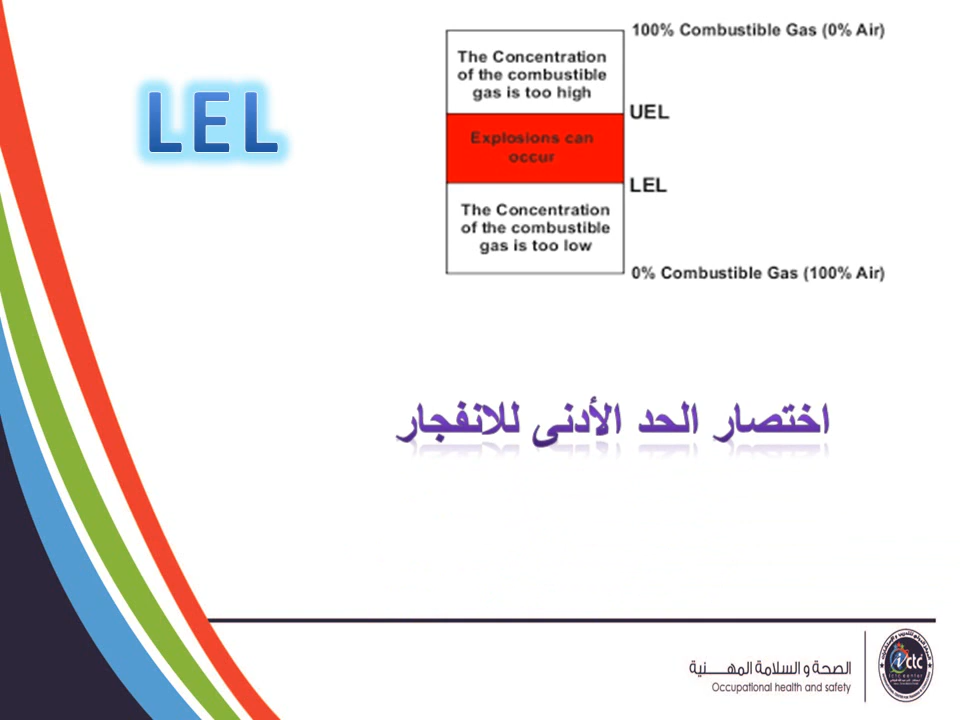 LEL
100% Combustible Gas (0% Air)
The Concentration
of the combustible
gas is too high
UEL
Explosions can
occur
LEL
The Concentration
of the combustible
gas is too low
0% Combustible Gas (100% Air)
اختصار الحد الأدنى للانفجار
الصحة و السلامة المهـــنية
Occupational health and safety
ctc